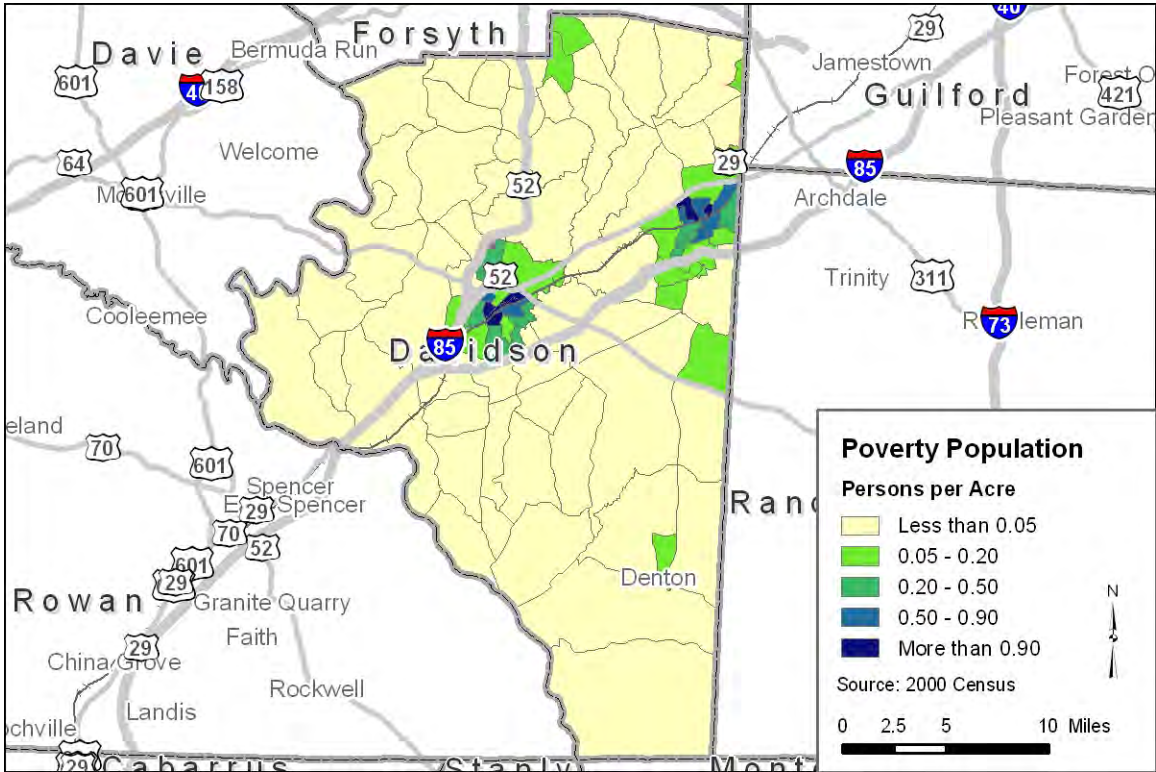 Forsyth
Davie
Bermuda Run
40
29
601
158
Jamestown
421
Guilford
Pleasant Garden
Welcome
64
601
52
29
85
Archdale
Trinity
311
52
Cooleemee
73
85
Davidson
eland
70
601
Spencer
Spencer
29
70
52
601
29
Denton
Rowan
Granite Quarry
Faith
29
China Grove
Rockwell
Landis
29
Cabarrus
Stanly
Poverty Population
Persons per Acre
Less than 0.05
0.05 - 0.20
0.20 - 0.50
0.50 - 0.90
More than 0.90
N
Source: 2000 Census
0 2.5 5 10 Miles